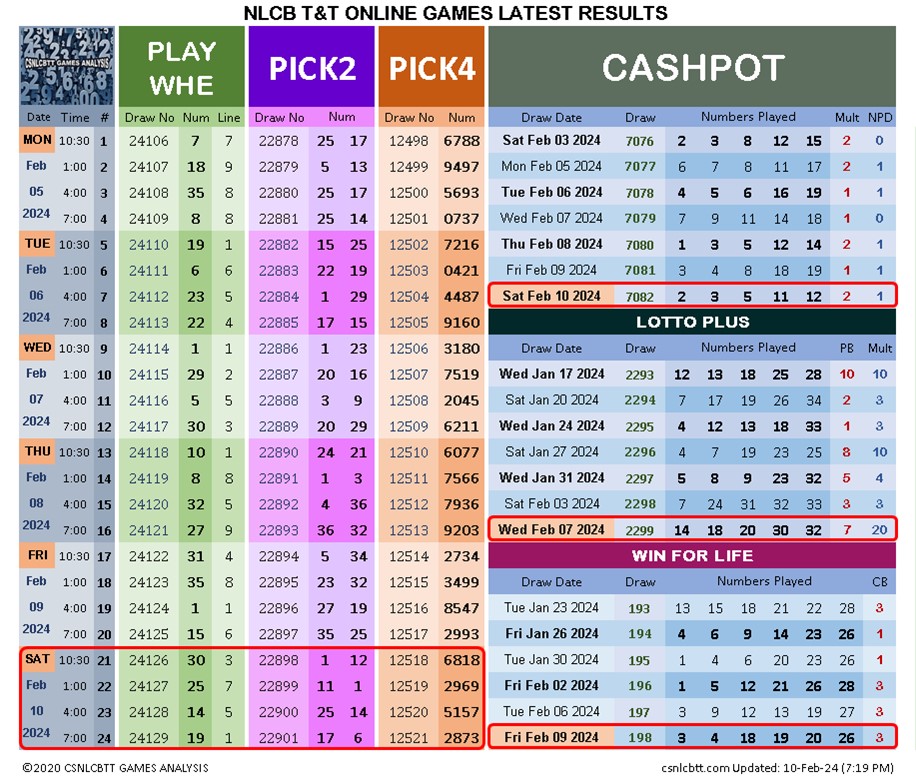 NLCB T&T ONLINE GAMES LATEST RESULTS
CSNLCBTT GAMES ANALYSIS
PLAY WHE PICK2 PICK4 CASHPOT
Date Time # Draw No Num Line Draw No Num Draw No Num
MON 10:30 1 24106 7 7 22878 25 17 12498 6788
Feb 1:00 2 24107 18 9 22879 5 13 12499 9497
05 4:00 3 24108 35 8 22880 25 17 12500 5693
2024 7:00 4 24109 8 8 22881 25 14 12501 0737
TUE 10:30 5 24110 19 1 22882 15 25 12502 7216
Feb 1:00 6 24111 6 6 22883 22 19 12503 0421
06 4:00 7 24112 23 5 22884 1 29 12504 4487
2024 7:00 8 24113 22 4 22885 17 15 12505 9160
WED 10:30 9 24114 1 1 22886 1 23 12506 3180
Feb 1:00 10 24115 29 2 22887 20 16 12507 7519
07 4:00 11 24116 5 5 22888 3 9 12508 2045
2024 7:00 12 24117 30 3 22889 20 29 12509 6211
THU 10:30 13 24118 10 1 22890 24 21 12510 6077
Feb 1:00 14 24119 8 8 22891 1 3 12511 7566
08 4:00 15 24120 32 5 22892 4 36 12512 7936
2024 7:00 16 24121 27 9 22893 36 32 12513 9203
FRI 10:30 17 24122 31 4 22894 5 34 12514 2734
Feb 1:00 18 24123 35 8 22895 23 32 12515 3499
09 4:00 19 24124 1 1 22896 27 19 12516 8547
2024 7:00 20 24125 15 6 22897 35 25 12517 2993
SAT 10:30 21 24126 30 3 22898 1 12 12518 6818
Feb 1:00 22 24127 25 7 22899 11 1 12519 2969
10 4:00 23 24128 14 5 22900 25 14 12520 5157
2024 7:00 24 24129 19 1 22901 17 6 12521 2873
Draw Date Draw Numbers Played Mult NPD
Sat Feb 03 2024 7076 2 3 8 12 15 2 0
Mon Feb 05 2024 7077 6 7 8 11 17 2 1
Tue Feb 06 2024 7078 4 5 6 16 19 1 1
Wed Feb 07 2024 7079 7 9 11 14 18 1 0
Thu Feb 08 2024 7080 1 3 5 12 14 2 1
Fri Feb 09 2024 7081 3 4 8 18 19 1 1
Sat Feb 10 2024 7082 2 3 5 11 12 2 1
LOTTO PLUS
Draw Date Draw Numbers Played PB Mult
Wed Jan 17 2024 2293 12 13 18 25 28 10 10
Sat Jan 20 2024 2294 7 17 19 26 34 2 3
Wed Jan 24 2024 2295 4 12 13 18 33 1 3
Sat Jan 27 2024 2296 4 7 19 23 25 8 10
Wed Jan 31 2024 2297 5 8 9 23 32 5 4
Sat Feb 03 2024 2298 7 24 31 32 33 3 3
Wed Feb 07 2024 2299 14 18 20 30 32 7 20
WIN FOR LIFE
Draw Date Draw Numbers Played CB
Tue Jan 23 2024 193 13 15 18 21 22 28 3
Fri Jan 26 2024 194 4 6 9 14 23 26 1
Tue Jan 30 2024 195 1 4 6 20 23 26 1
Fri Feb 02 2024 196 1 5 12 21 26 28 3
Tue Feb 06 2024 197 3 9 12 13 19 27 3
Fri Feb 09 2024 198 3 4 18 19 20 26 3
©2020 CSNLCBTT GAMES ANALYSIS
csnlcbtt.com Updated: 10-Feb-24 (7:19 PM)